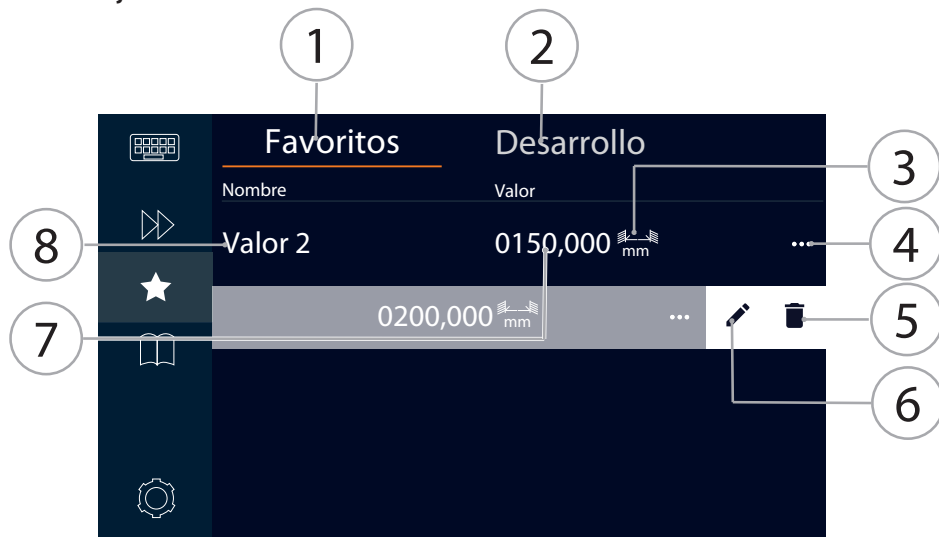 1 2
Favoritos Desarrollo
3
Nombre Valor
8 Valor 2 0150,000 mm ... 4
7 0200,000 mm ... 5
6